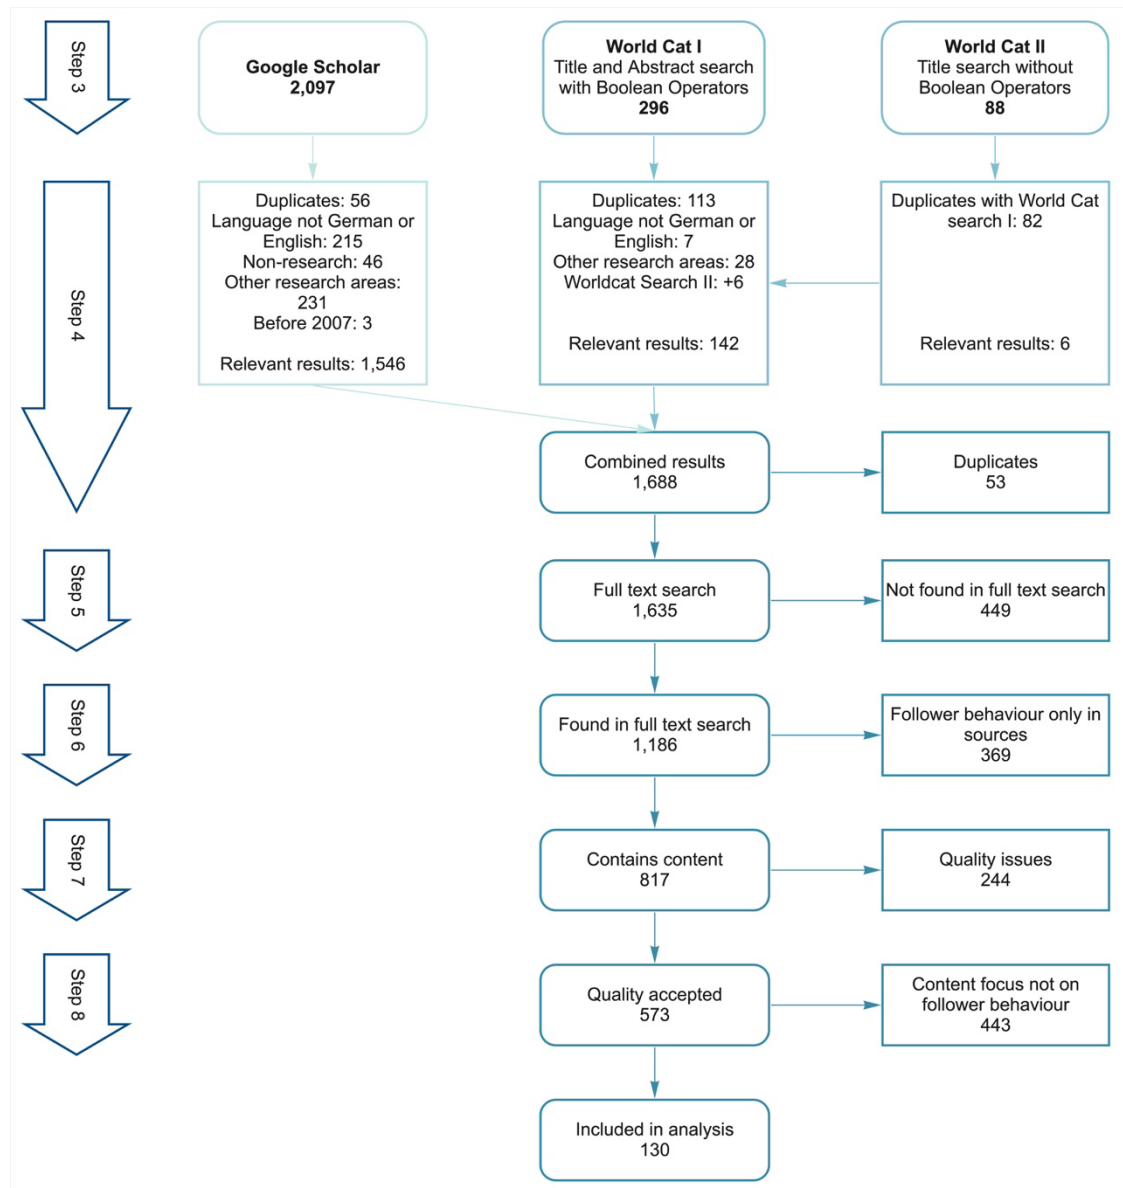 Step 3
Google Scholar
2,097
World Cat I
Title and Abstract search
with Boolean Operators
296
World Cat II
Title search without
Boolean Operators
88
Step 4
Duplicates: 56
Language not German or
English: 215
Non-research: 46
Other research areas:
231
Before 2007: 3
Relevant results: 1,546
Duplicates: 113
Language not German or
English: 7
Other research areas: 28
Worldcat Search II: +6
Relevant results: 142
Duplicates with World Cat
search I: 82
Relevant results: 6
Combined results
1,688
Duplicates
53
Step 5
Full text search
1,635
Not found in full text search
449
Step 6
Found in full text search
1,186
Follower behaviour only in
sources
369
Step 7
Contains content
817
Quality issues
244
Step 8
Quality accepted
573
Content focus not on
follower behaviour
443
Included in analysis
130